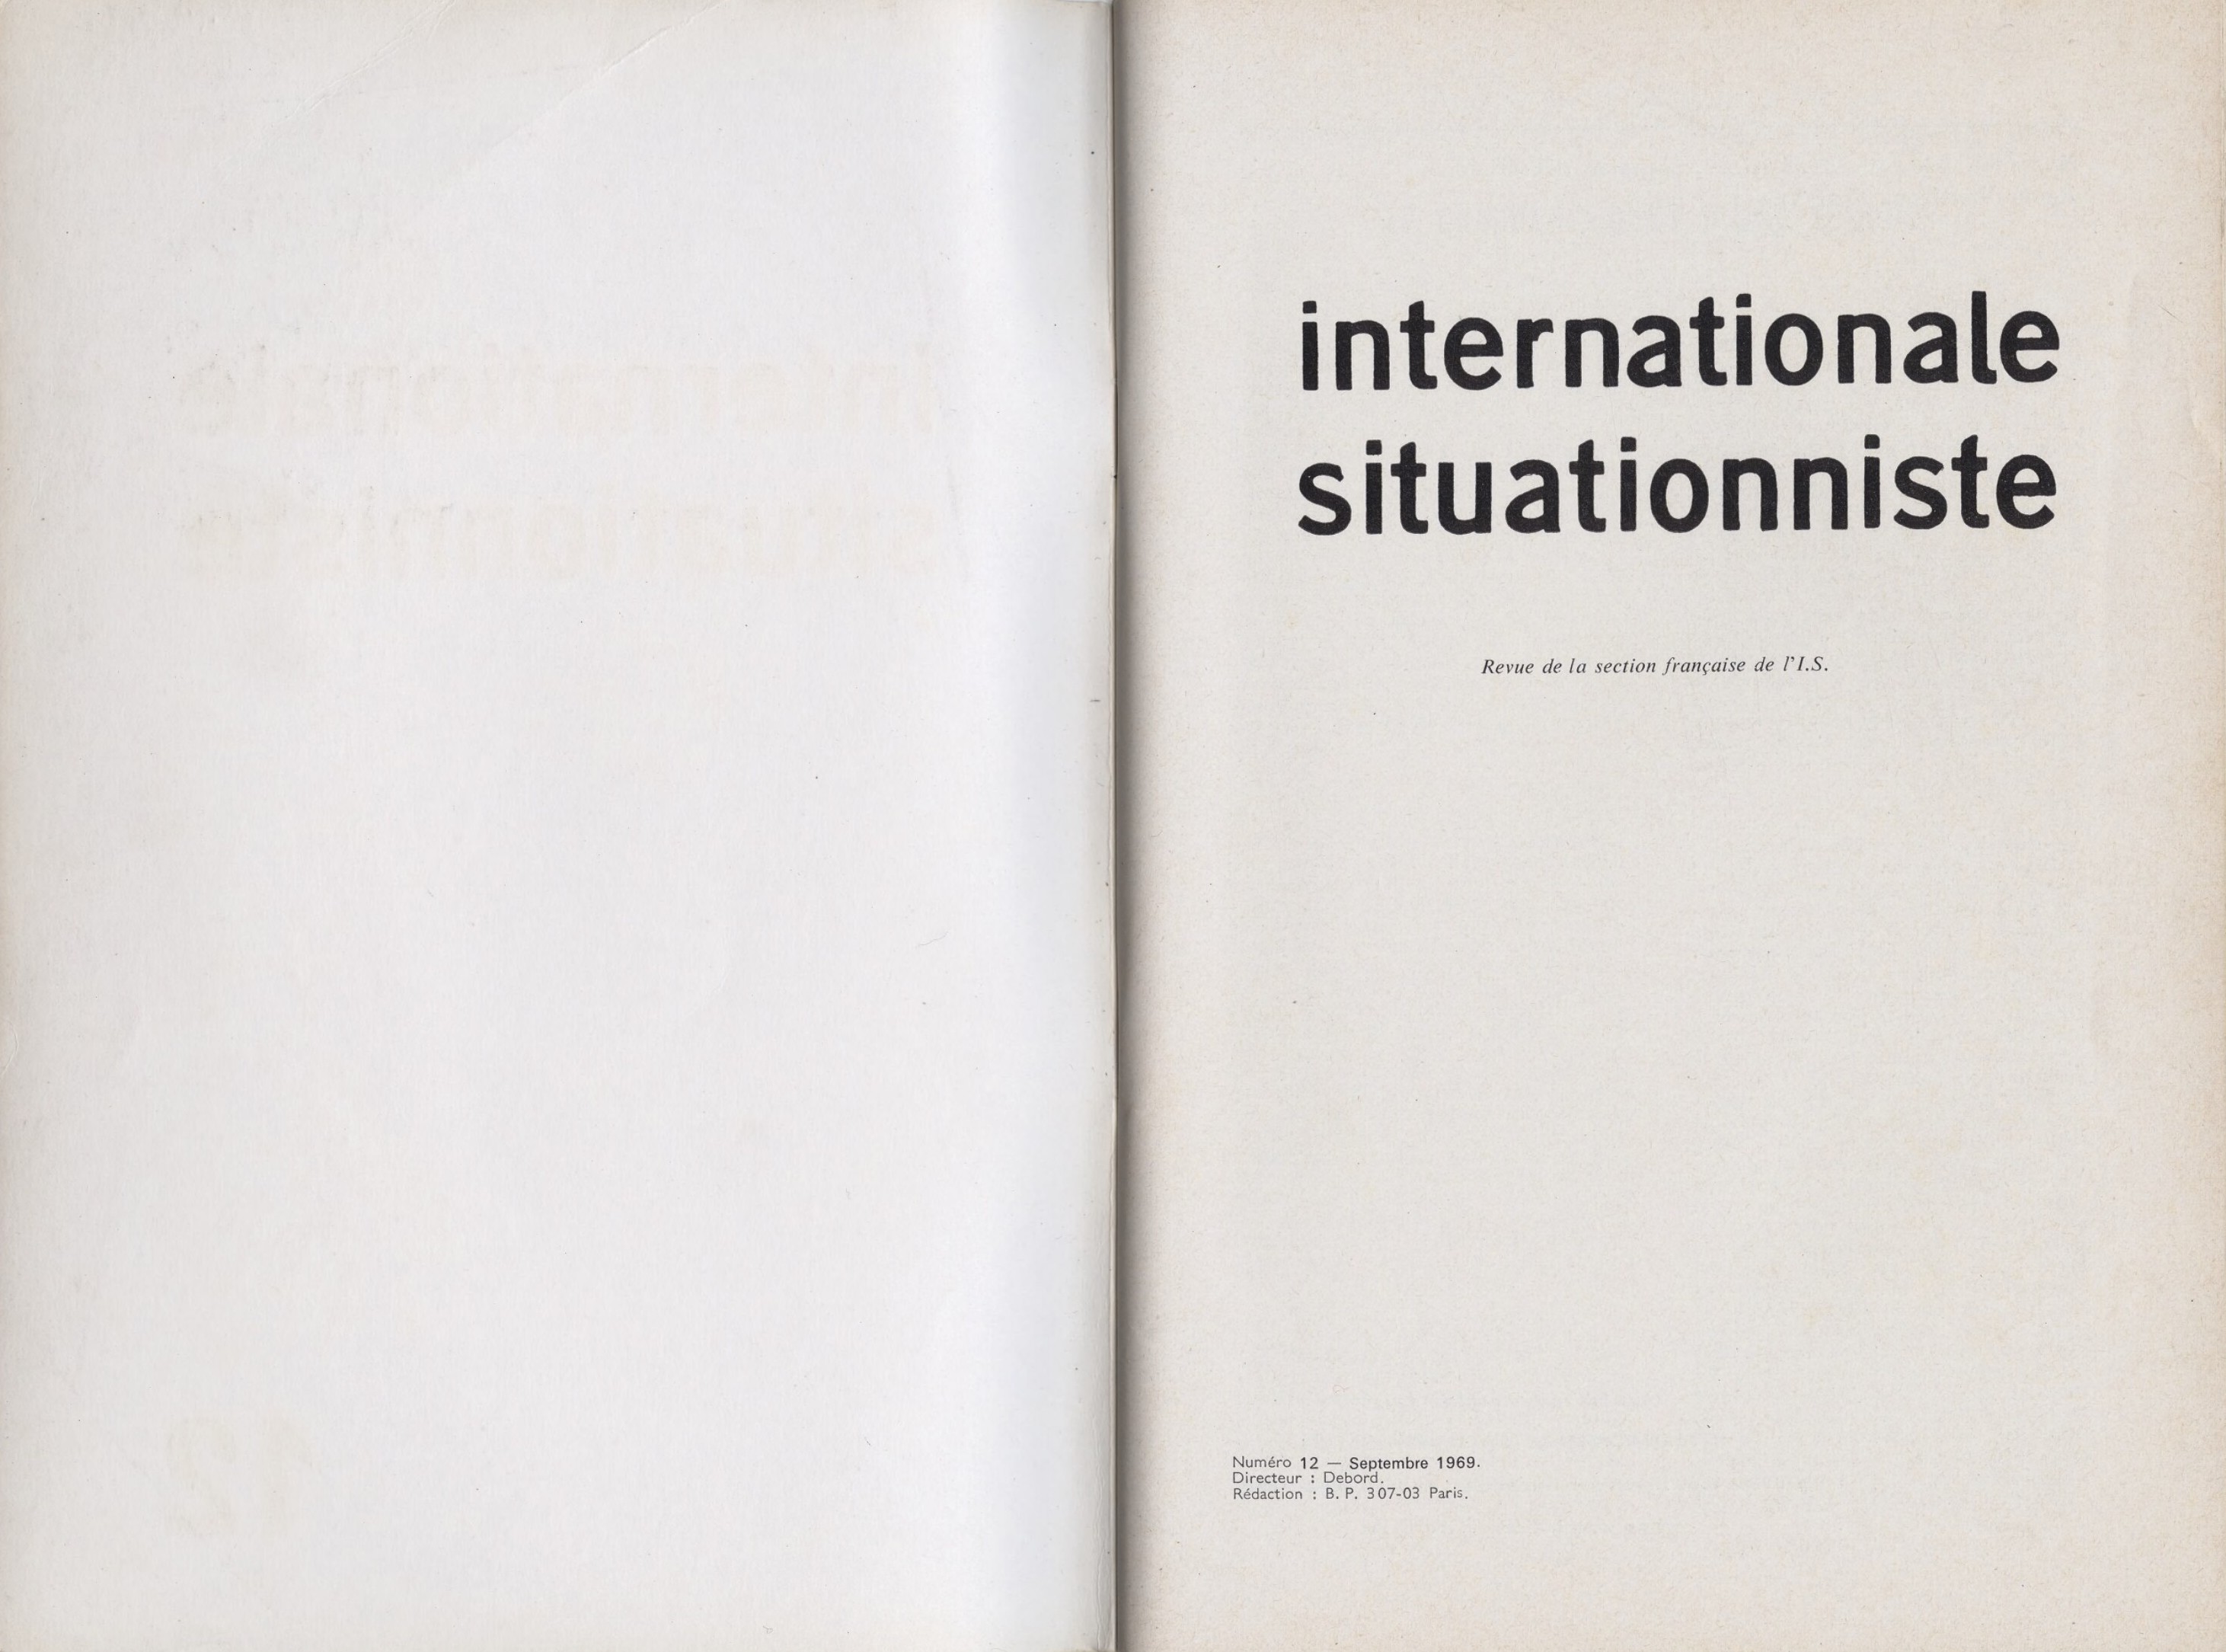 internationale
situationniste
Revue de la section française de l'I.S.
Numéro 12 — Septembre 1969.
Directeur : Debord.
Rédaction : B. P. 307-03 Paris.